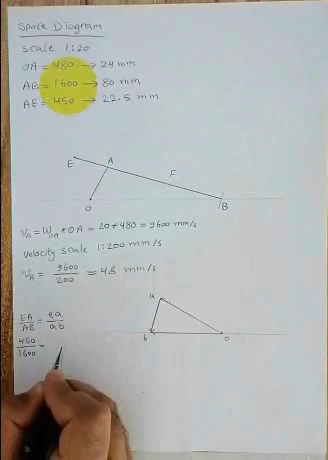 Space Diagram
Scale 1:20
OA = 480 → 24 mm
AB = 1600 → 80 mm
AE = 450 → 22.5 mm
E A F
O B
VA = WOA * OA = 20*480 = 9600 mm/s
Velocity scale 1:200 mm/s
VA = 9600/200 = 48 mm/s
a
EA/AB = ea/ab
b o
450/1600 =